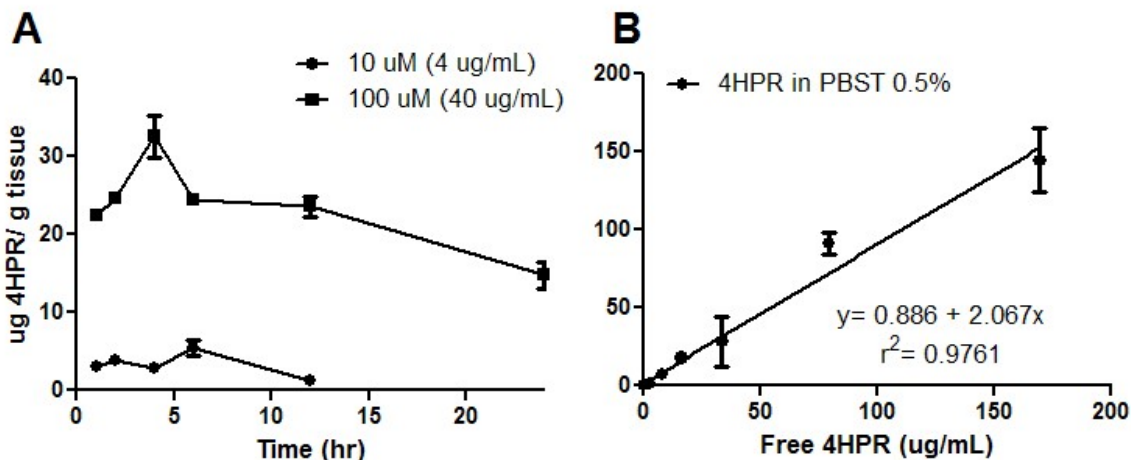 A
10 uM (4 ug/mL)
100 uM (40 ug/mL)
ug 4HPR/ g tissue
40
30
20
10
0
0 5 10 15 20
Time (hr)
B
4HPR in PBST 0.5%
200
150
100
50
0
y= 0.886 + 2.067x
r²= 0.9761
0 50 100 150 200
Free 4HPR (ug/mL)